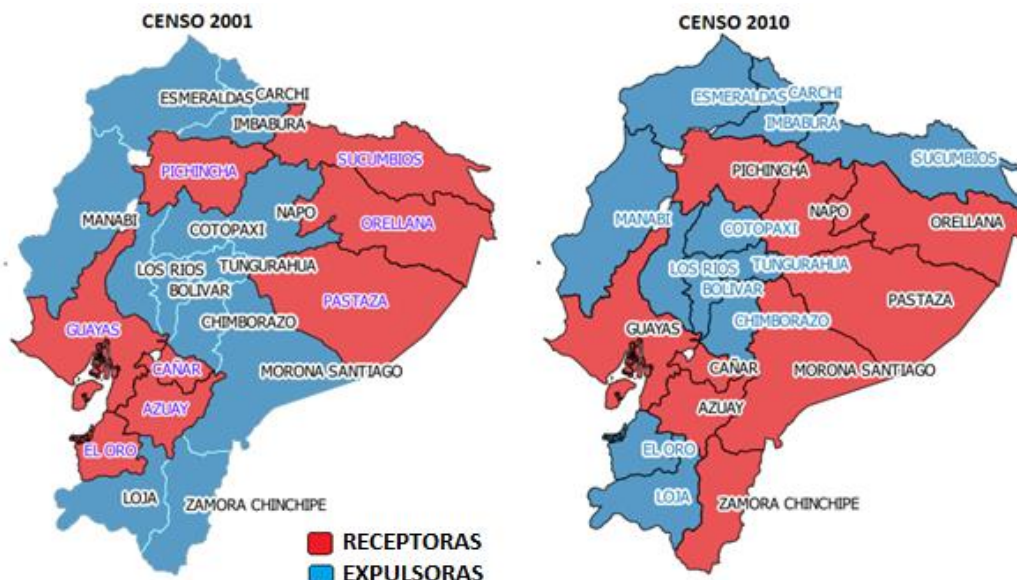 CENSO 2001
ESMERALDAS
CARCHI
IMBABURA
SUCUMBIOS
PICHINCHA
NAPO
ORELLANA
MANABI
COTOPAXI
LOS RIOS
TUNGURAHUA
BOLIVAR
PASTAZA
CHIMBORAZO
GUAYAS
CAÑAR
MORONA SANTIAGO
AZUAY
EL ORO
LOJA
ZAMORA CHINCHIPE
CENSO 2010
ESMERALDAS
CARCHI
IMBABURA
SUCUMBIOS
PICHINCHA
NAPO
ORELLANA
MANABI
COTOPAXI
LOS RIOS
TUNGURAHUA
BOLIVAR
PASTAZA
CHIMBORAZO
GUAYAS
CAÑAR
MORONA SANTIAGO
AZUAY
EL ORO
LOJA
ZAMORA CHINCHIPE
RECEPTORAS
EXPULSORAS